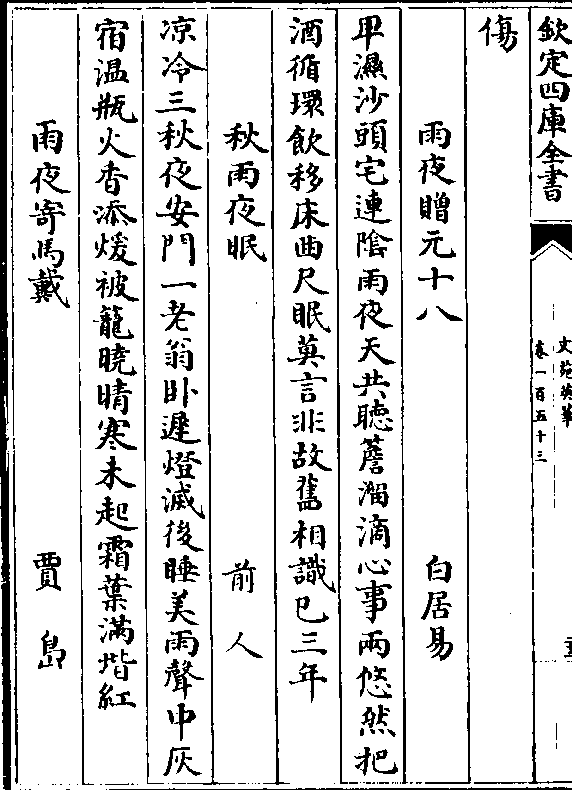 欽定四庫全書
文苑英華
卷一百五十三
傷
雨夜贈元十八 白居易
卑濕沙頭宅連隂雨夜天共聽簷溜滴心事兩悠然把
酒循環飲移床曲尺眠莫言非故舊相識已三年
秋雨夜眠 前人
凉冷三秋夜安門一老翁卧遲燈滅後睡美雨聲中灰
宿温瓶火香添煖被籠曉晴寒未起霜葉滿堦紅
雨夜寄馬戴 賈島